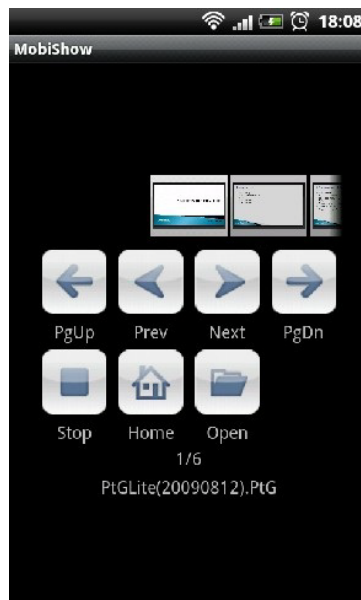 18:08
MobiShow
PgUp Prev Next PgDn
Stop Home Open
1/6
PtGLite(20090812).PtG